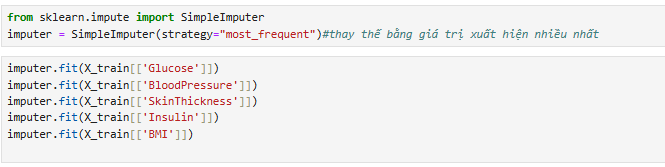 from sklearn.impute import SimpleImputer
imputer = SimpleImputer(strategy="most_frequent")#thay thế bằng giá trị xuất hiện nhiều nhất
imputer.fit(X_train[['Glucose']])
imputer.fit(X_train[['BloodPressure']])
imputer.fit(X_train[['SkinThickness']])
imputer.fit(X_train[['Insulin']])
imputer.fit(X_train[['BMI']])